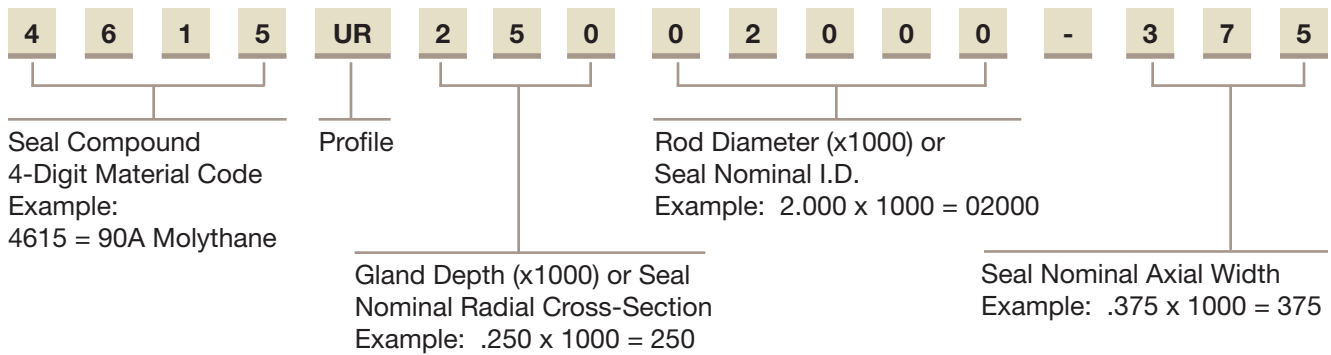 4 6 1 5 UR 2 5 0 0 2 0 0 0 - 3 7 5
Seal Compound
4-Digit Material Code
Example:
4615 = 90A Molythane
Profile
Rod Diameter (x1000) or
Seal Nominal I.D.
Example: 2.000 x 1000 = 02000
Gland Depth (x1000) or Seal
Nominal Radial Cross-Section
Example: .250 x 1000 = 250
Seal Nominal Axial Width
Example: .375 x 1000 = 375